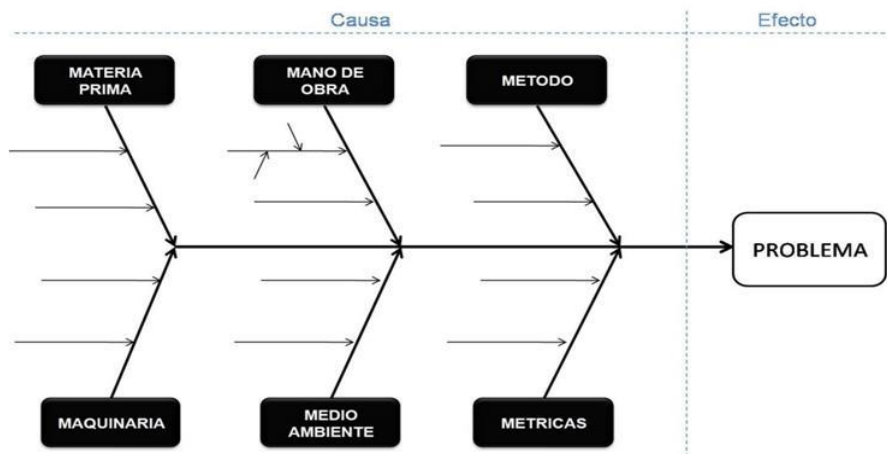 Causa
Efecto
MATERIA
PRIMA
MANO DE
OBRA
METODO
PROBLEMA
MAQUINARIA
MEDIO
AMBIENTE
METRICAS